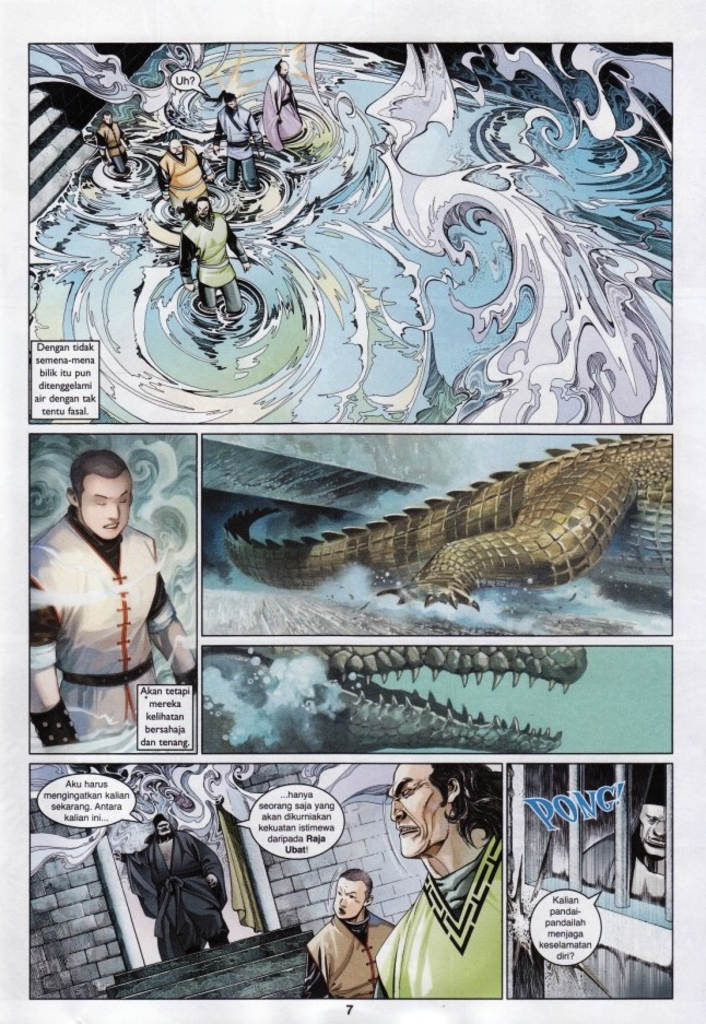 Uh?
Dengan tidak
semena-mena
bilik itu pun
ditenggelami
air dengan tak
tentu fasal.
Akan tetapi
mereka
kelihatan
bersahaja
dan tenang.
Aku harus
mengingatkan kalian
sekarang. Antara
kalian ini...
...hanya
seorang saja yang
akan dikurniakan
kekuatan istimewa
daripada Raja
Ubat!
PONG!
Kalian
pandai-
pandailah
menjaga
keselamatan
diri?
7